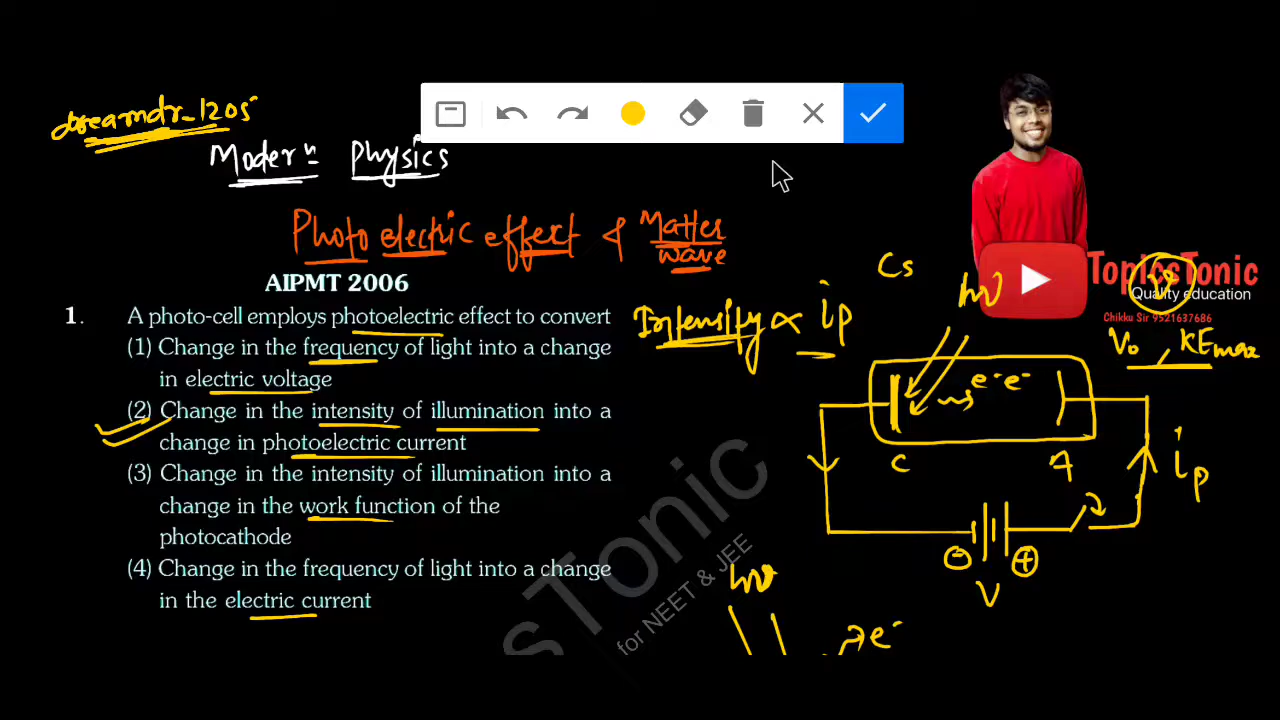 dreamdr_1205
Modern Physics
Photo electric effect & Matter wave
AIPMT 2006
1. A photo-cell employs photoelectric effect to convert
(1) Change in the frequency of light into a change
in electric voltage
(2) Change in the intensity of illumination into a
change in photoelectric current
(3) Change in the intensity of illumination into a
change in the work function of the
photocathode
(4) Change in the frequency of light into a change
in the electric current
Intensity ∝ ip
Cs
hν
TopicsTonic
Quality education
Chikku Sir 9521637686
ν
V₀, KEmax
e⁻ e⁻
C
A
ip
⊖
⊕
V
hν
e⁻
sTonic
for NEET & JEE